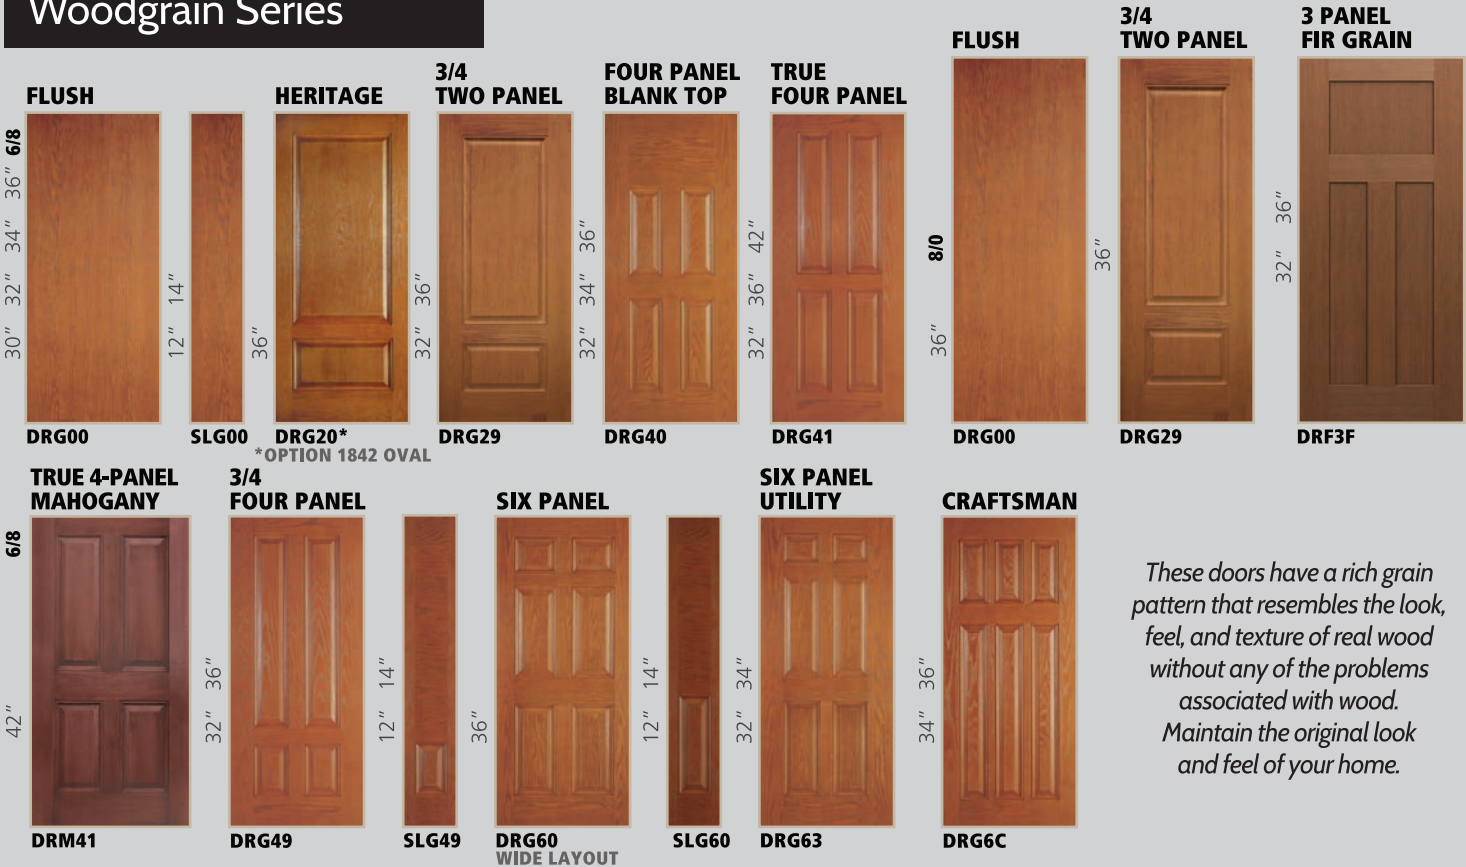 Woodgrain Series
FLUSH
6/8
36"
34"
32"
30"
DRG00
14"
12"
SLG00
HERITAGE
36"
DRG20*
*OPTION 1842 OVAL
3/4
TWO PANEL
36"
32"
DRG29
FOUR PANEL
BLANK TOP
36"
34"
32"
DRG40
TRUE
FOUR PANEL
42"
36"
32"
DRG41
FLUSH
8/0
36"
DRG00
3/4
TWO PANEL
36"
DRG29
3 PANEL
FIR GRAIN
36"
32"
DRF3F
TRUE 4-PANEL
MAHOGANY
6/8
42"
DRM41
3/4
FOUR PANEL
36"
32"
DRG49
14"
12"
SLG49
SIX PANEL
36"
DRG60
WIDE LAYOUT
14"
12"
SLG60
SIX PANEL
UTILITY
34"
32"
DRG63
CRAFTSMAN
36"
34"
DRG6C
These doors have a rich grain
pattern that resembles the look,
feel, and texture of real wood
without any of the problems
associated with wood.
Maintain the original look
and feel of your home.